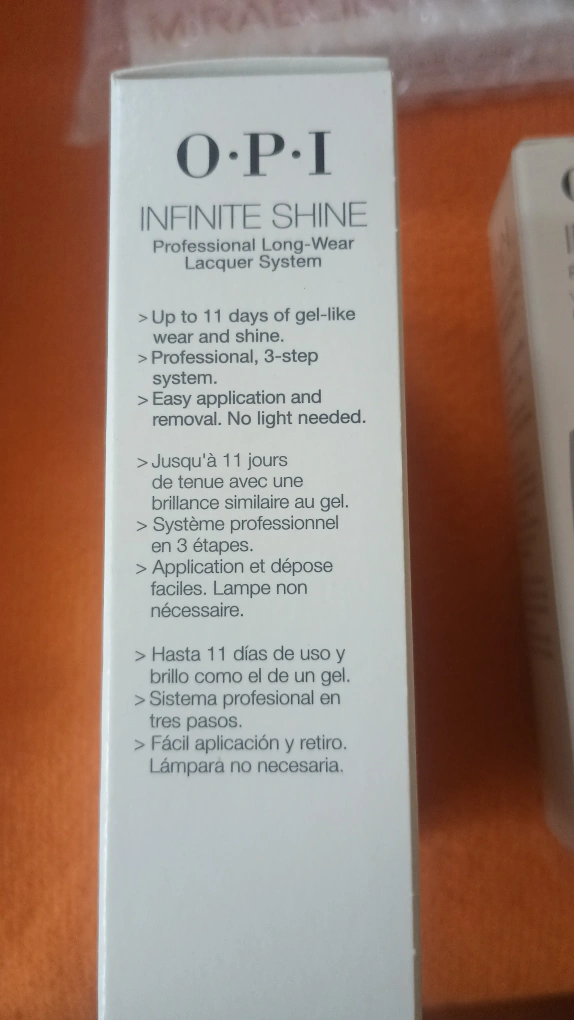 MIRABEL
O·P·I
INFINITE SHINE
Professional Long-Wear
Lacquer System
> Up to 11 days of gel-like
wear and shine.
> Professional, 3-step
system.
> Easy application and
removal. No light needed.
> Jusqu'à 11 jours
de tenue avec une
brillance similaire au gel.
> Système professionnel
en 3 étapes.
> Application et dépose
faciles. Lampe non
nécessaire.
> Hasta 11 días de uso y
brillo como el de un gel.
> Sistema profesional en
tres pasos.
> Fácil aplicación y retiro.
Lámpara no necesaria.